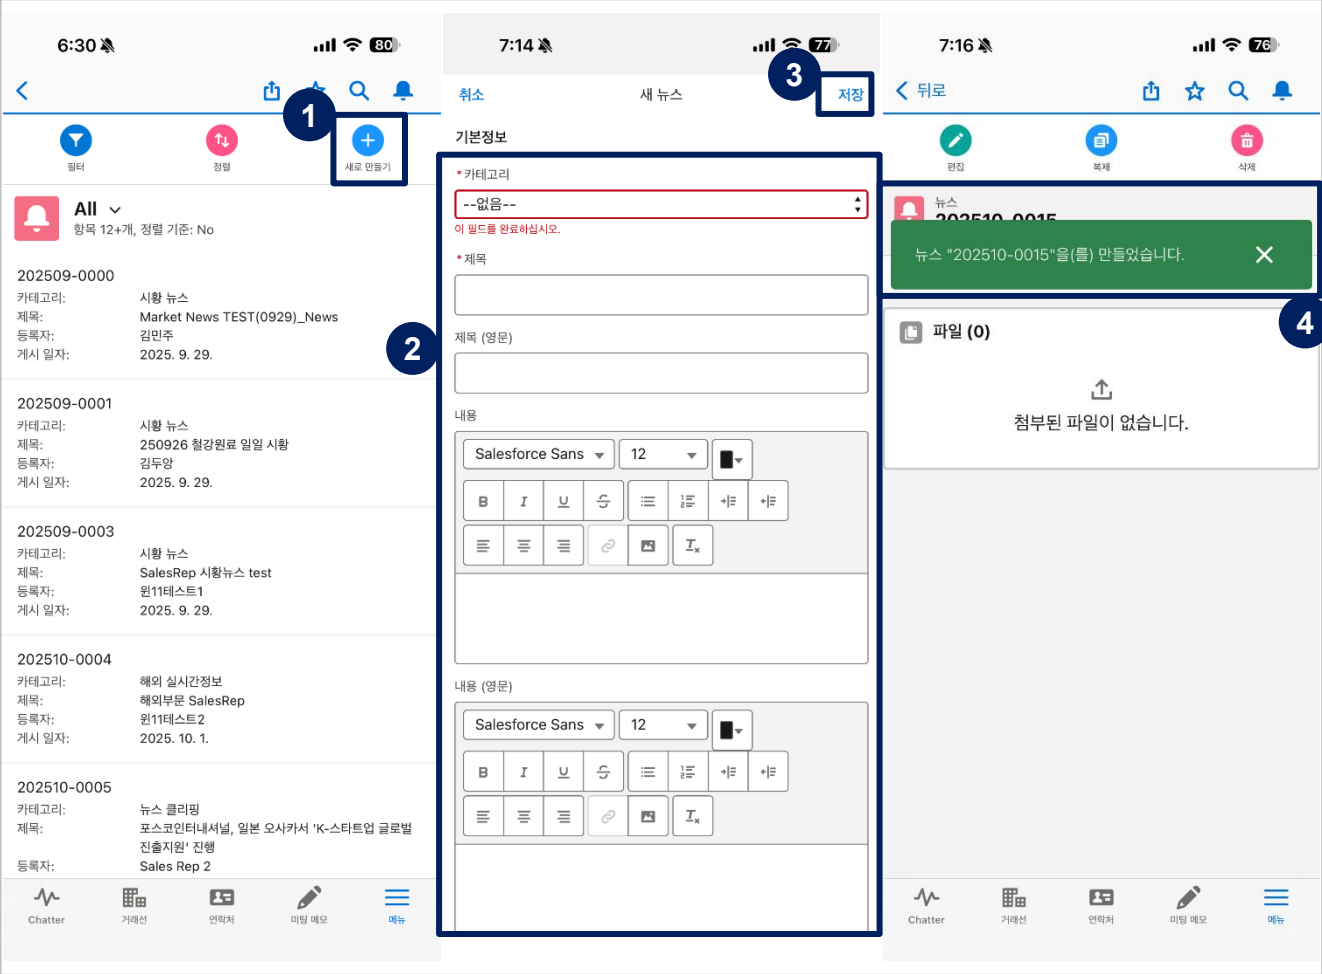 6:30
80
1
필터
정렬
새로 만들기
All
항목 12+개, 정렬 기준: No
202509-0000
카테고리: 시황 뉴스
제목: Market News TEST(0929)_News
등록자: 김민주
게시 일자: 2025. 9. 29.
202509-0001
카테고리: 시황 뉴스
제목: 250926 철강원료 일일 시황
등록자: 김두앙
게시 일자: 2025. 9. 29.
202509-0003
카테고리: 시황 뉴스
제목: SalesRep 시황뉴스 test
등록자: 윈11테스트1
게시 일자: 2025. 9. 29.
202510-0004
카테고리: 해외 실시간정보
제목: 해외부문 SalesRep
등록자: 윈11테스트2
게시 일자: 2025. 10. 1.
202510-0005
카테고리: 뉴스 클리핑
제목: 포스코인터내셔널, 일본 오사카서 'K-스타트업 글로벌
진출지원' 진행
등록자: Sales Rep 2
Chatter
거래선
연락처
미팅 메모
메뉴
7:14
77
3
취소
새 뉴스
저장
기본정보
2
*카테고리
--없음--
이 필드를 완료하십시오.
*제목
제목 (영문)
내용
Salesforce Sans
12
B I U S
내용 (영문)
Salesforce Sans
12
B I U S
7:16
76
뒤로
편집
복제
삭제
뉴스
202510-0015
뉴스 "202510-0015"을(를) 만들었습니다.
4
파일 (0)
첨부된 파일이 없습니다.
Chatter
거래선
연락처
미팅 메모
메뉴